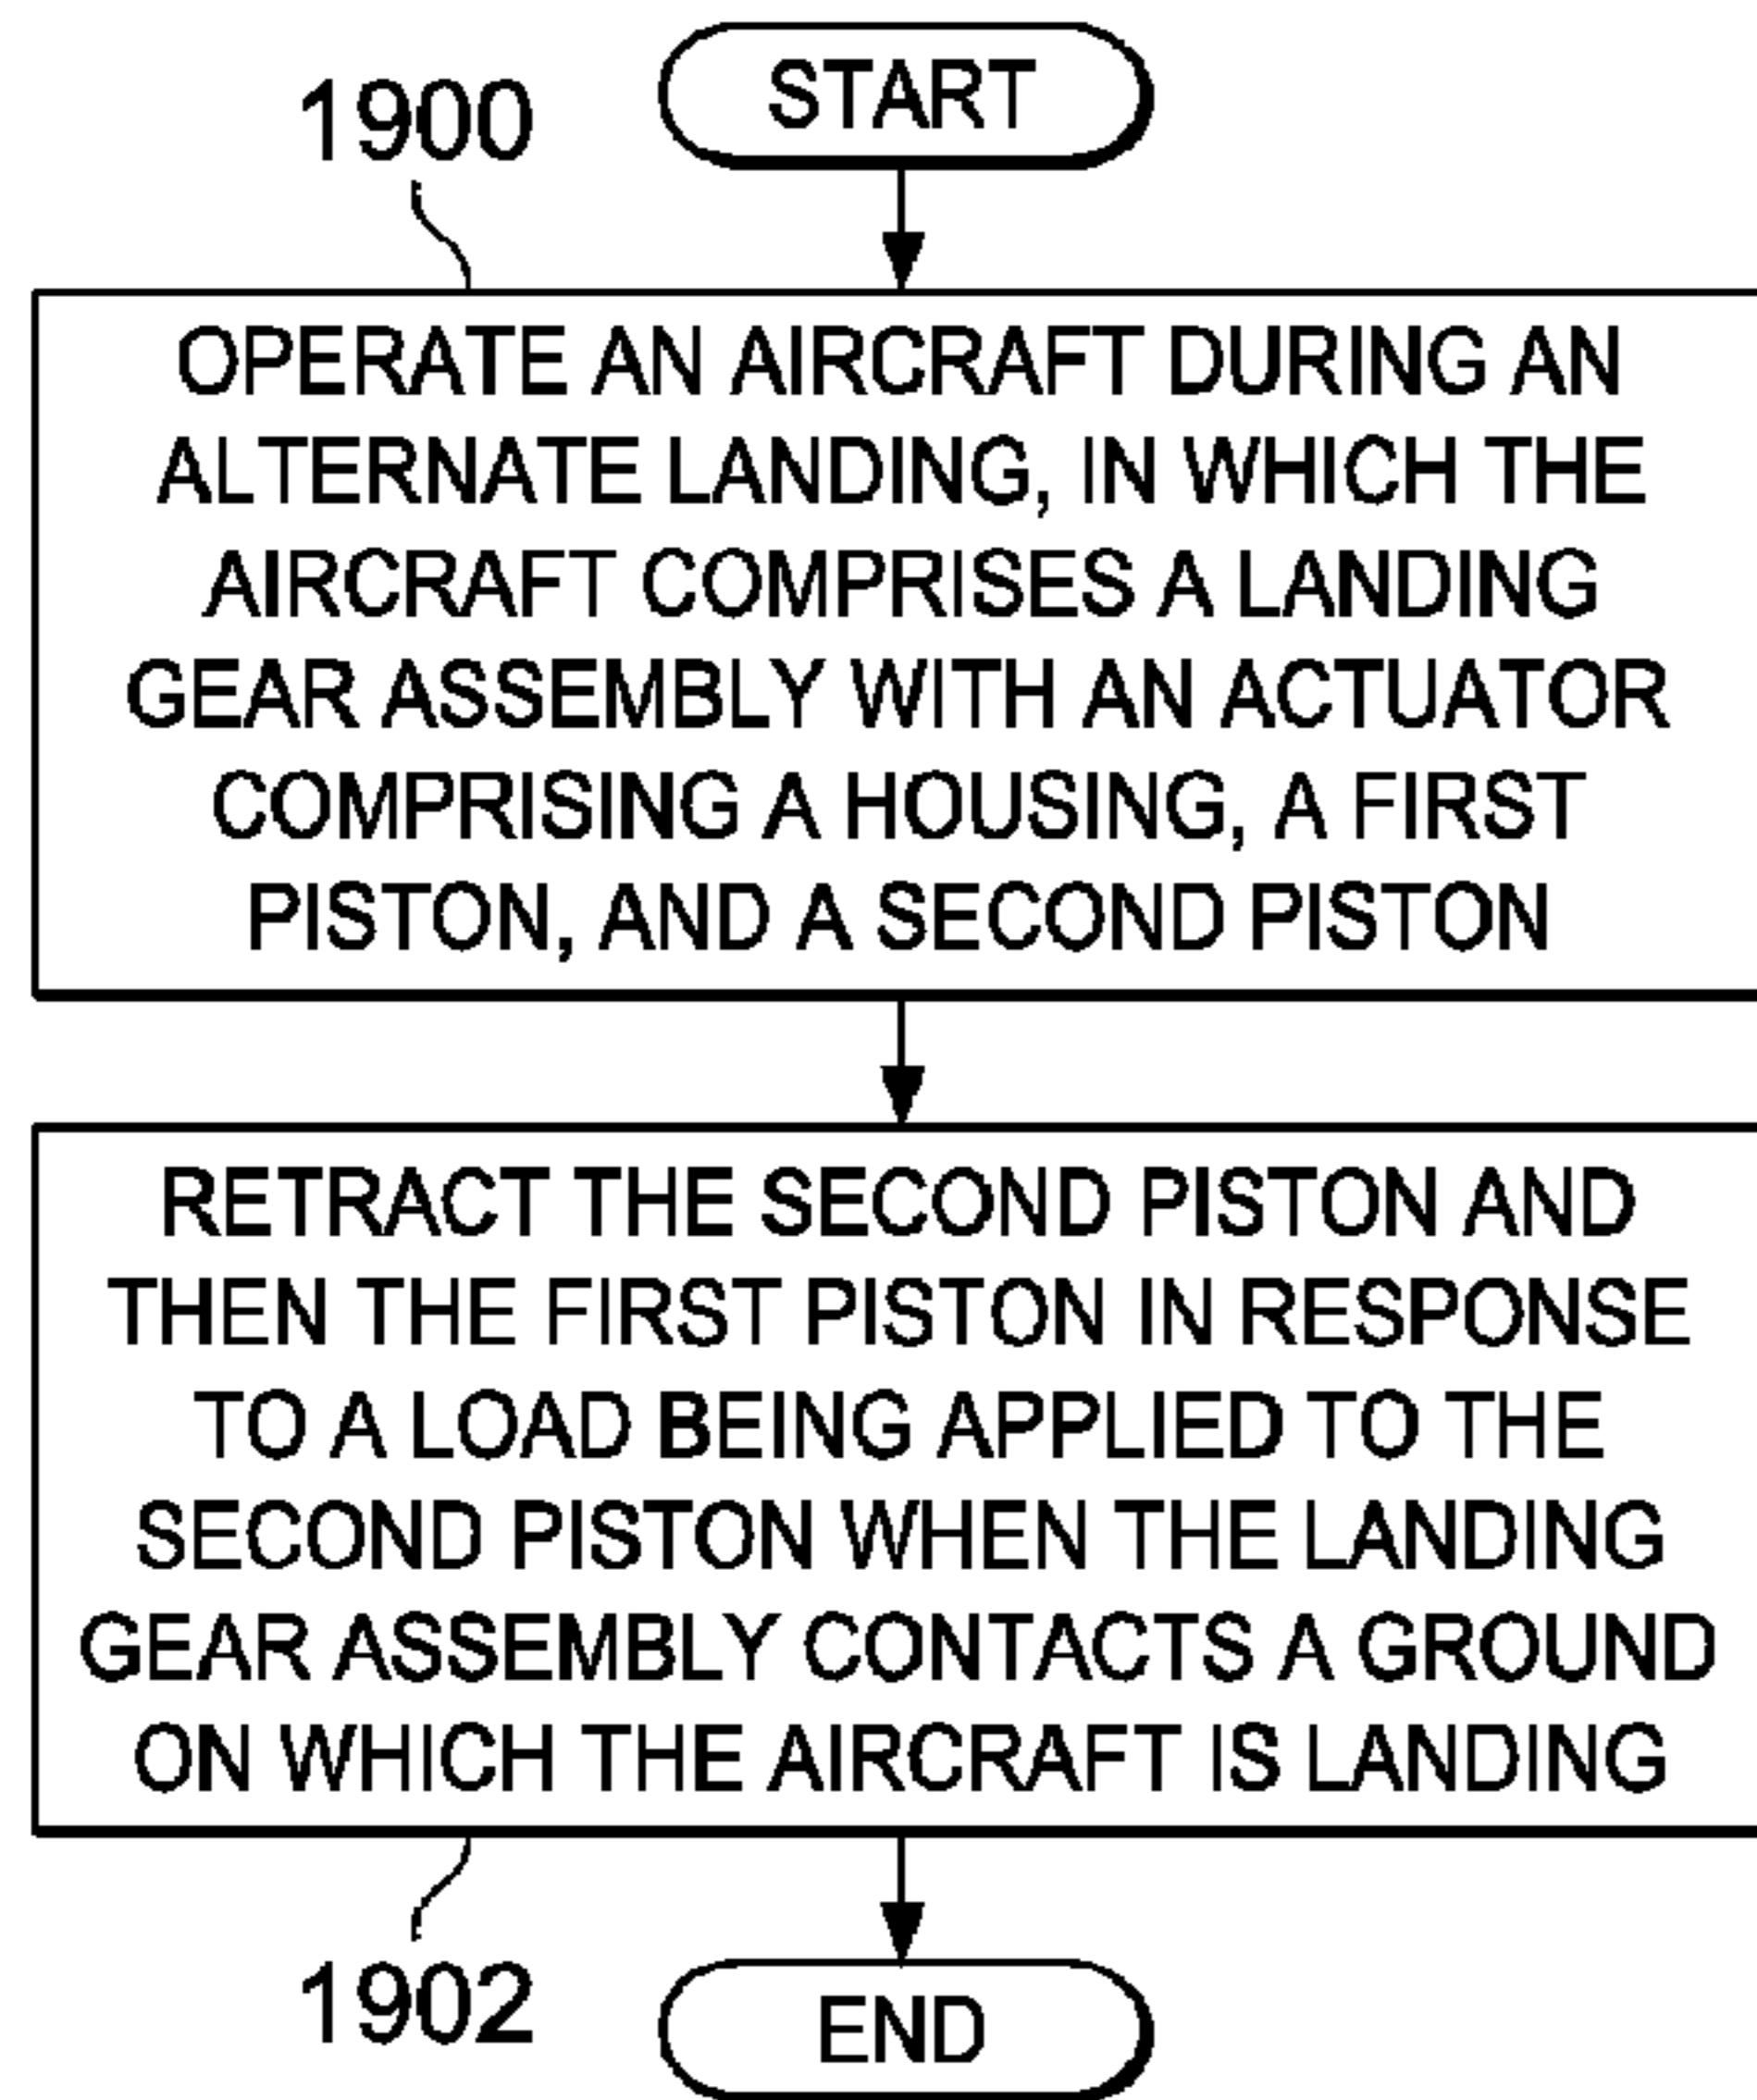 START
1900
OPERATE AN AIRCRAFT DURING AN
ALTERNATE LANDING, IN WHICH THE
AIRCRAFT COMPRISES A LANDING
GEAR ASSEMBLY WITH AN ACTUATOR
COMPRISING A HOUSING, A FIRST
PISTON, AND A SECOND PISTON
RETRACT THE SECOND PISTON AND
THEN THE FIRST PISTON IN RESPONSE
TO A LOAD BEING APPLIED TO THE
SECOND PISTON WHEN THE LANDING
GEAR ASSEMBLY CONTACTS A GROUND
ON WHICH THE AIRCRAFT IS LANDING
1902
END